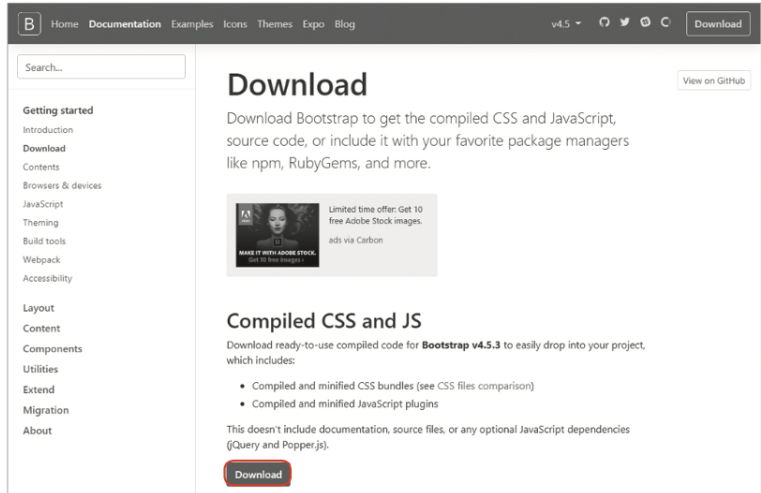 B Home Documentation Examples Icons Themes Expo Blog v4.5 Download
Search...
Getting started
Introduction
Download
Contents
Browsers & devices
JavaScript
Theming
Build tools
Webpack
Accessibility
Layout
Content
Components
Utilities
Extend
Migration
About
Download
View on GitHub
Download Bootstrap to get the compiled CSS and JavaScript,
source code, or include it with your favorite package managers
like npm, RubyGems, and more.
Adobe
MAKE IT WITH ADOBE STOCK.
Get 10 free images ›
Limited time offer: Get 10
free Adobe Stock images.
ads via Carbon
Compiled CSS and JS
Download ready-to-use compiled code for Bootstrap v4.5.3 to easily drop into your project,
which includes:
• Compiled and minified CSS bundles (see CSS files comparison)
• Compiled and minified JavaScript plugins
This doesn't include documentation, source files, or any optional JavaScript dependencies
(jQuery and Popper.js).
Download